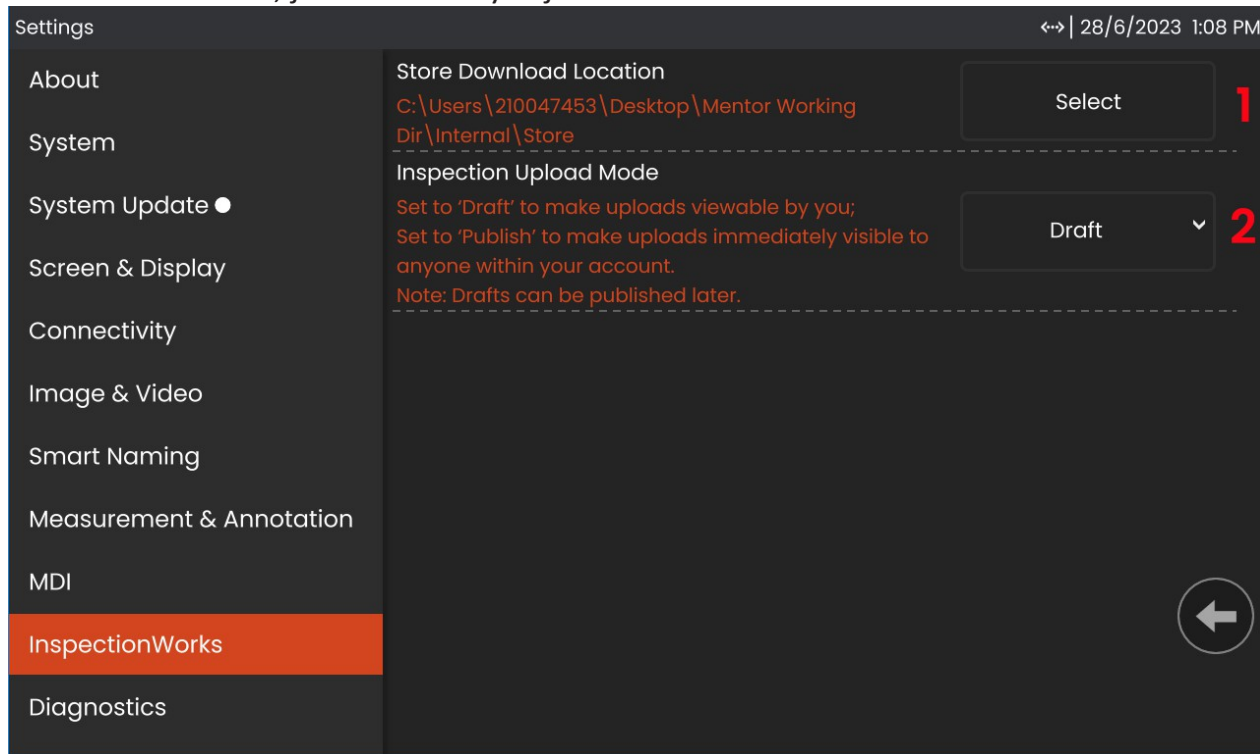 Settings
28/6/2023 1:08 PM
About
System
System Update
Screen & Display
Connectivity
Image & Video
Smart Naming
Measurement & Annotation
MDI
InspectionWorks
Diagnostics
Store Download Location
C:\Users\210047453\Desktop\Mentor Working
Dir\Internal\Store
Select
1
Inspection Upload Mode
Set to ‘Draft’ to make uploads viewable by you;
Set to ‘Publish’ to make uploads immediately visible to
anyone within your account.
Note: Drafts can be published later.
Draft
2